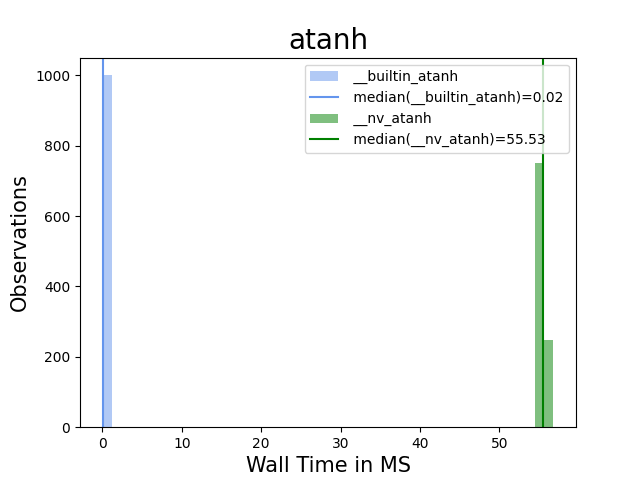 atanh
__builtin_atanh
median(__builtin_atanh)=0.02
__nv_atanh
median(__nv_atanh)=55.53
Observations
1000
800
600
400
200
0
0 10 20 30 40 50
Wall Time in MS